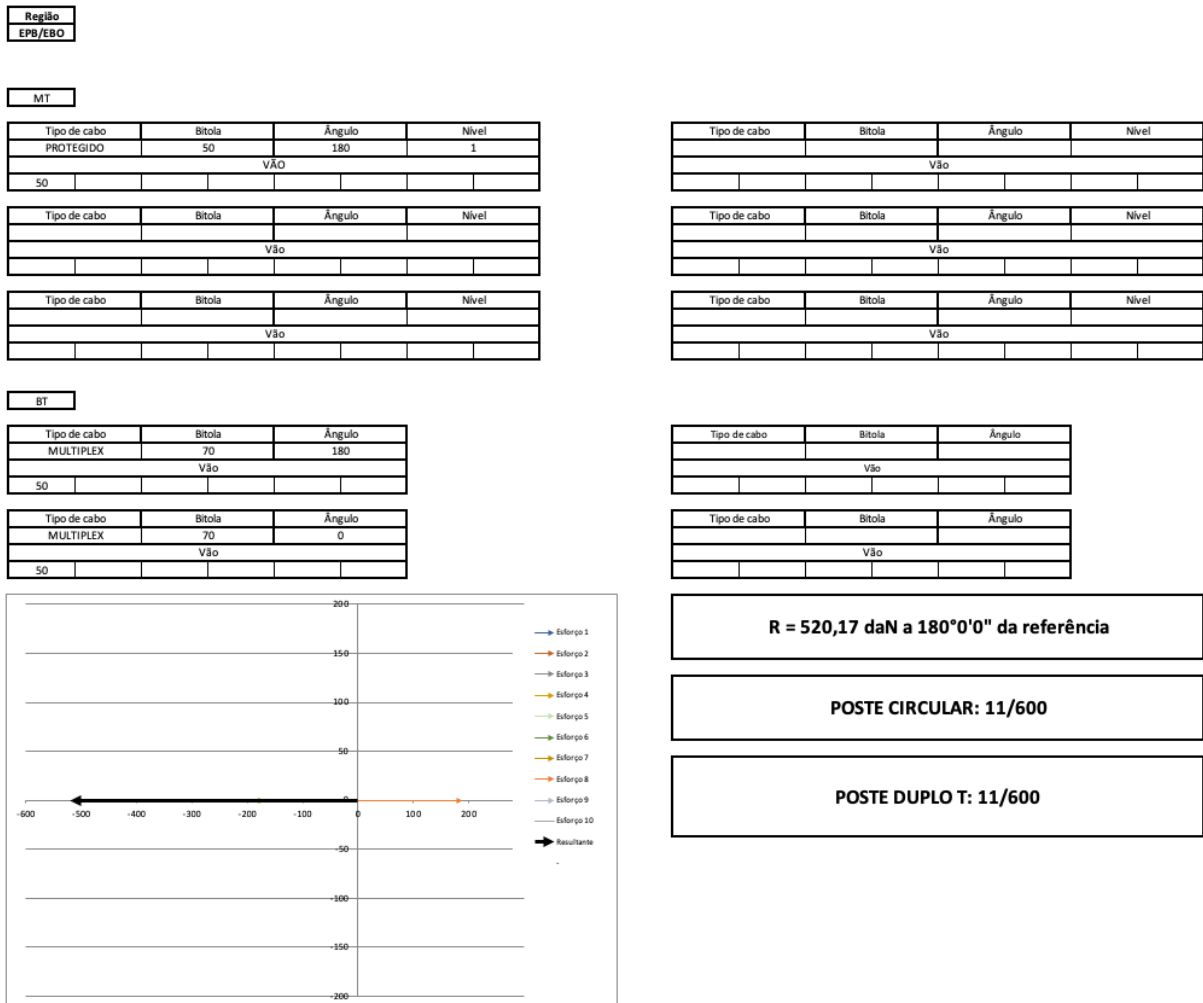 Região
EPB/EBO
MT
Tipo de cabo Bitola Ângulo Nível
PROTEGIDO 50 180 1
VÃO
50
Tipo de cabo Bitola Ângulo Nível
Vão
Tipo de cabo Bitola Ângulo Nível
Vão
Tipo de cabo Bitola Ângulo Nível
Vão
Tipo de cabo Bitola Ângulo Nível
Vão
Tipo de cabo Bitola Ângulo Nível
Vão
BT
Tipo de cabo Bitola Ângulo
MULTIPLEX 70 180
Vão
50
Tipo de cabo Bitola Ângulo
Vão
Tipo de cabo Bitola Ângulo
MULTIPLEX 70 0
Vão
50
Tipo de cabo Bitola Ângulo
Vão
200
150
100
50
0
-600 -500 -400 -300 -200 -100 0 100 200
-50
-100
-150
-200
Esforço 1
Esforço 2
Esforço 3
Esforço 4
Esforço 5
Esforço 6
Esforço 7
Esforço 8
Esforço 9
Esforço 10
Resultante
-
R = 520,17 daN a 180°0'0" da referência
POSTE CIRCULAR: 11/600
POSTE DUPLO T: 11/600